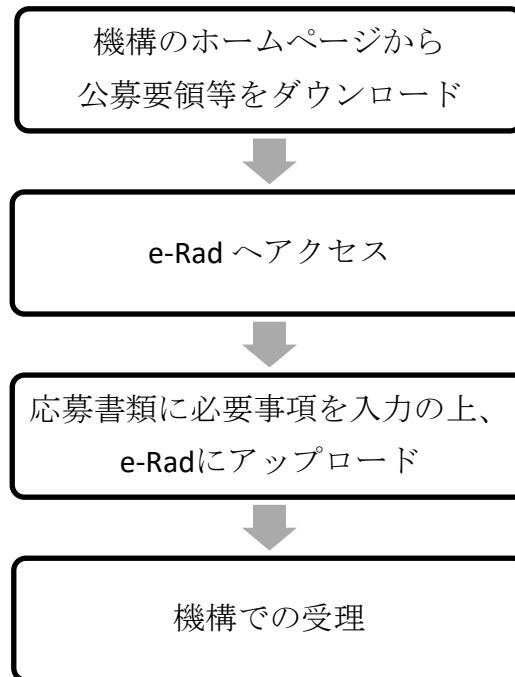 機構のホームページから
公募要領等をダウンロード
e-Rad へアクセス
応募書類に必要事項を入力の上、
e-Radにアップロード
機構での受理